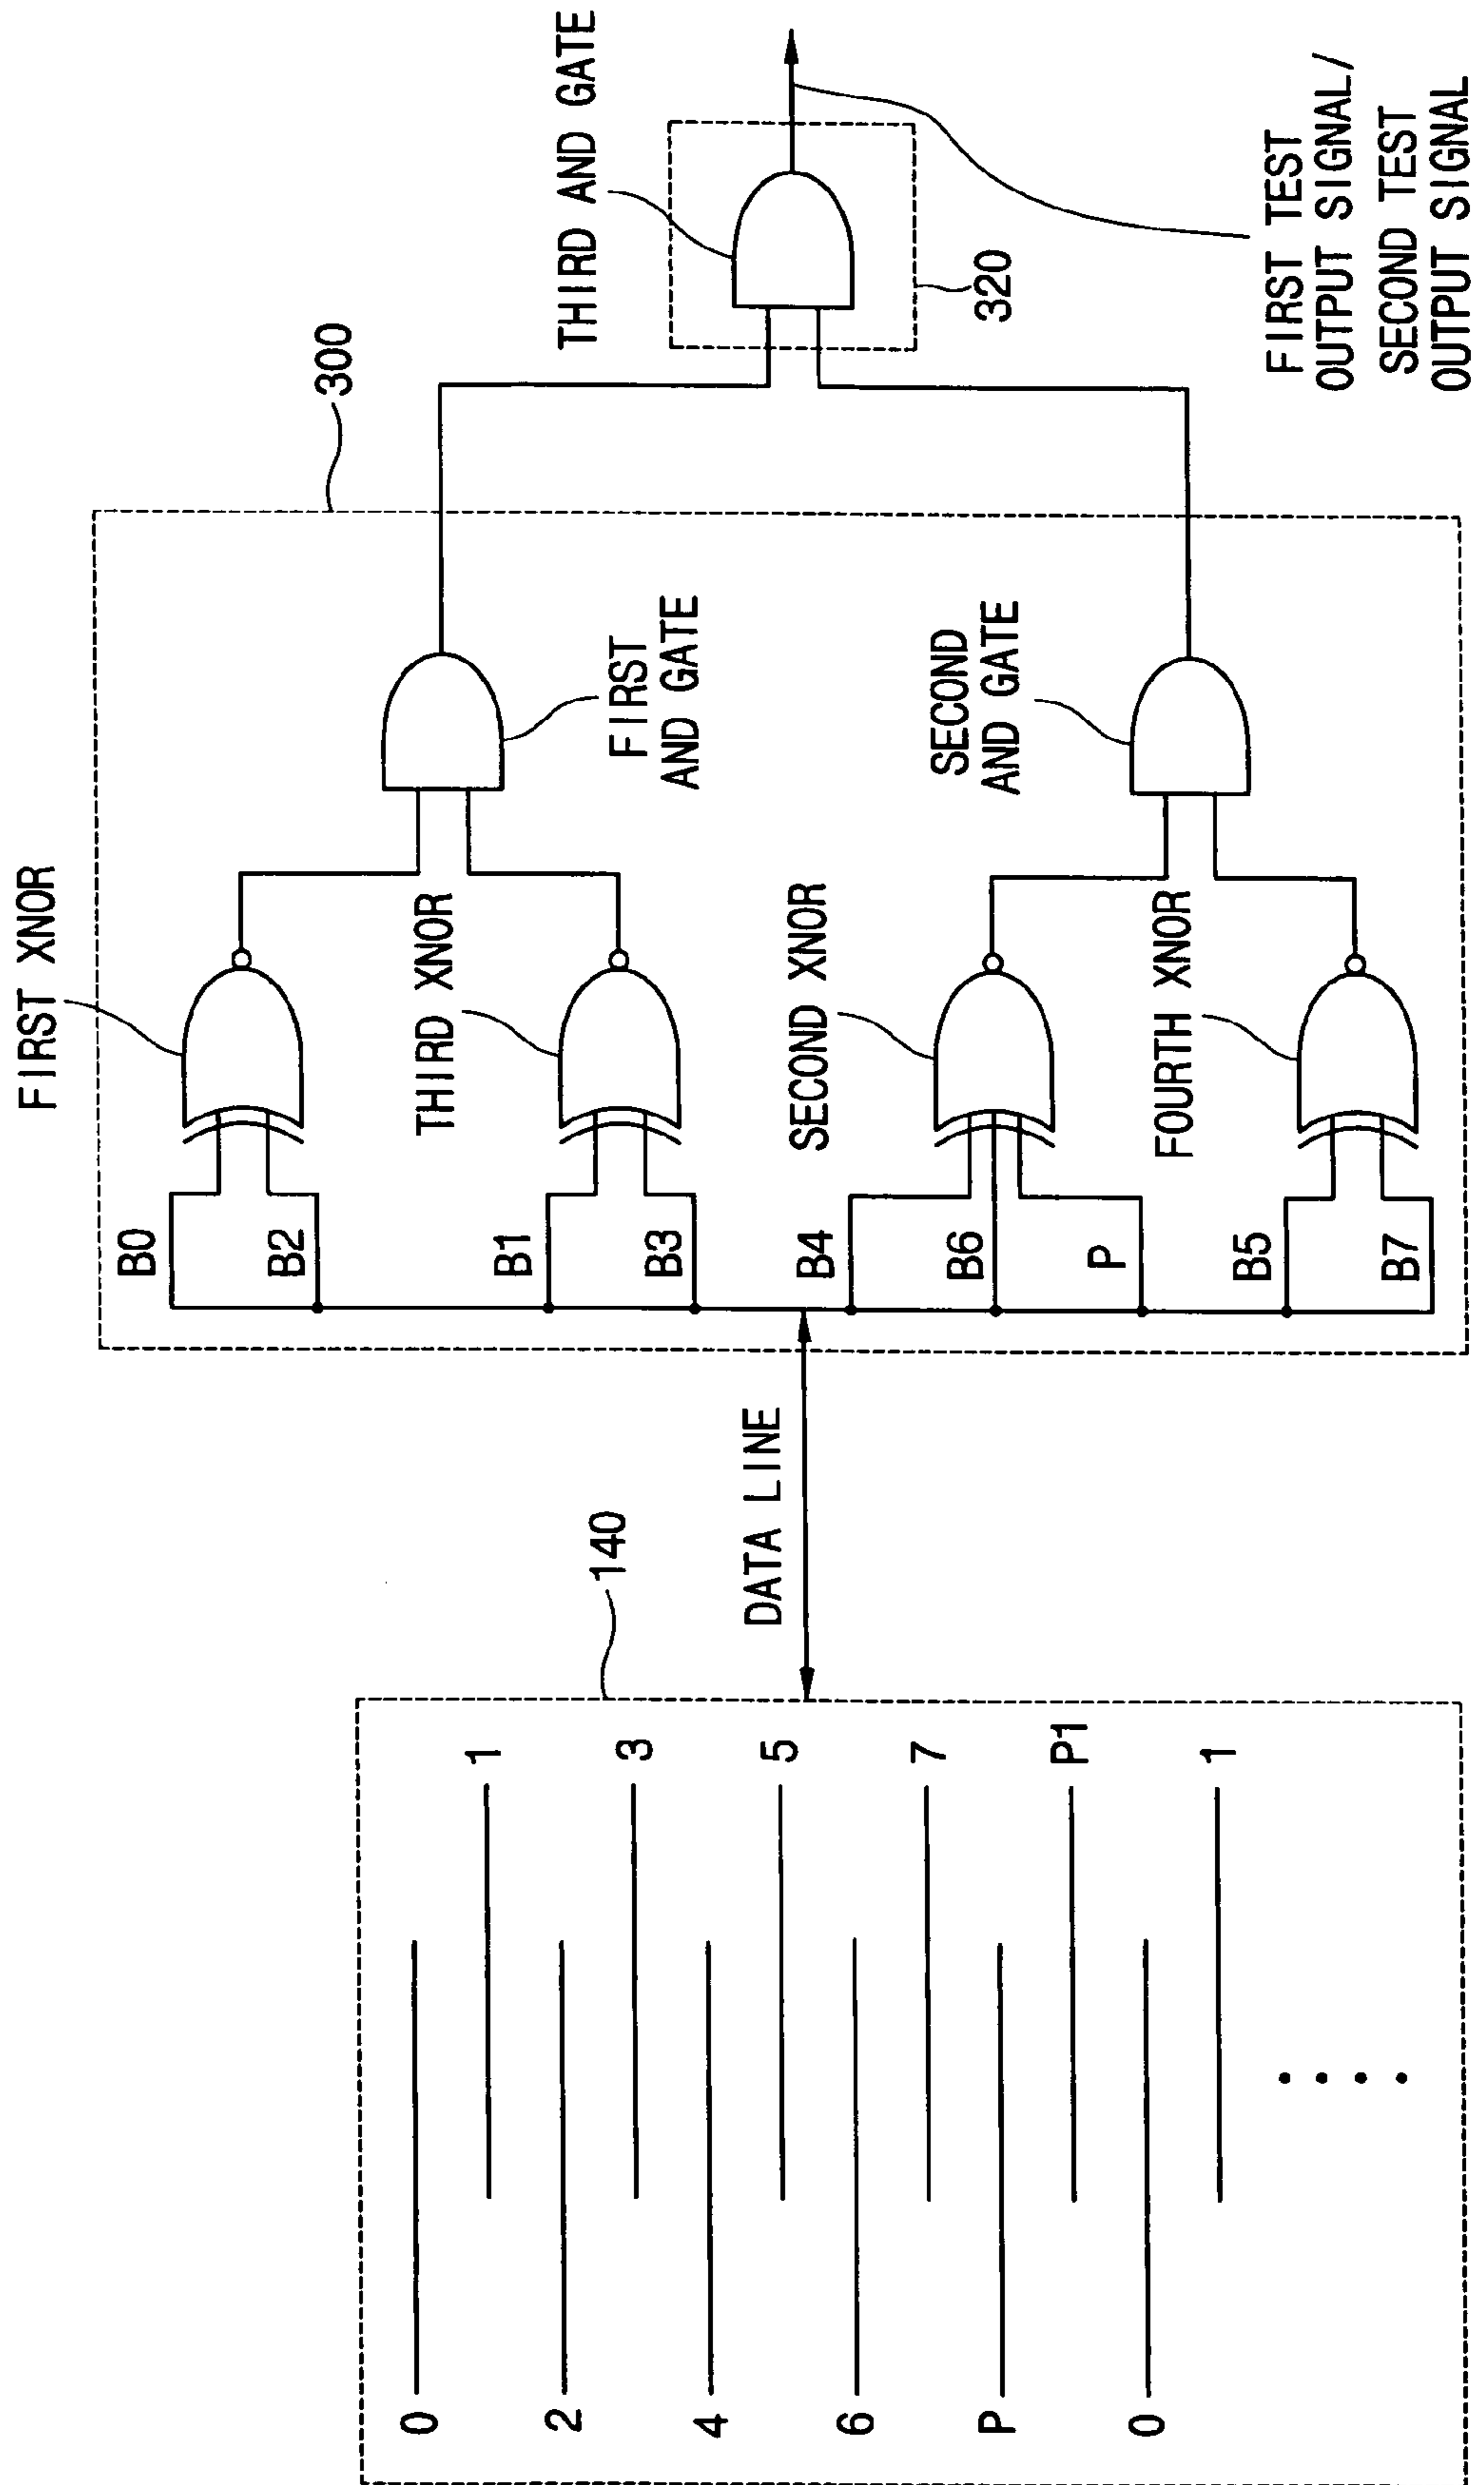 140
0
1
2
3
4
5
6
7
P
P1
0
1
DATA LINE
300
B0
B2
B1
B3
B4
B6
P
B5
B7
FIRST XNOR
THIRD XNOR
SECOND XNOR
FOURTH XNOR
FIRST
AND GATE
SECOND
AND GATE
THIRD AND GATE
320
FIRST TEST
OUTPUT SIGNAL/
SECOND TEST
OUTPUT SIGNAL